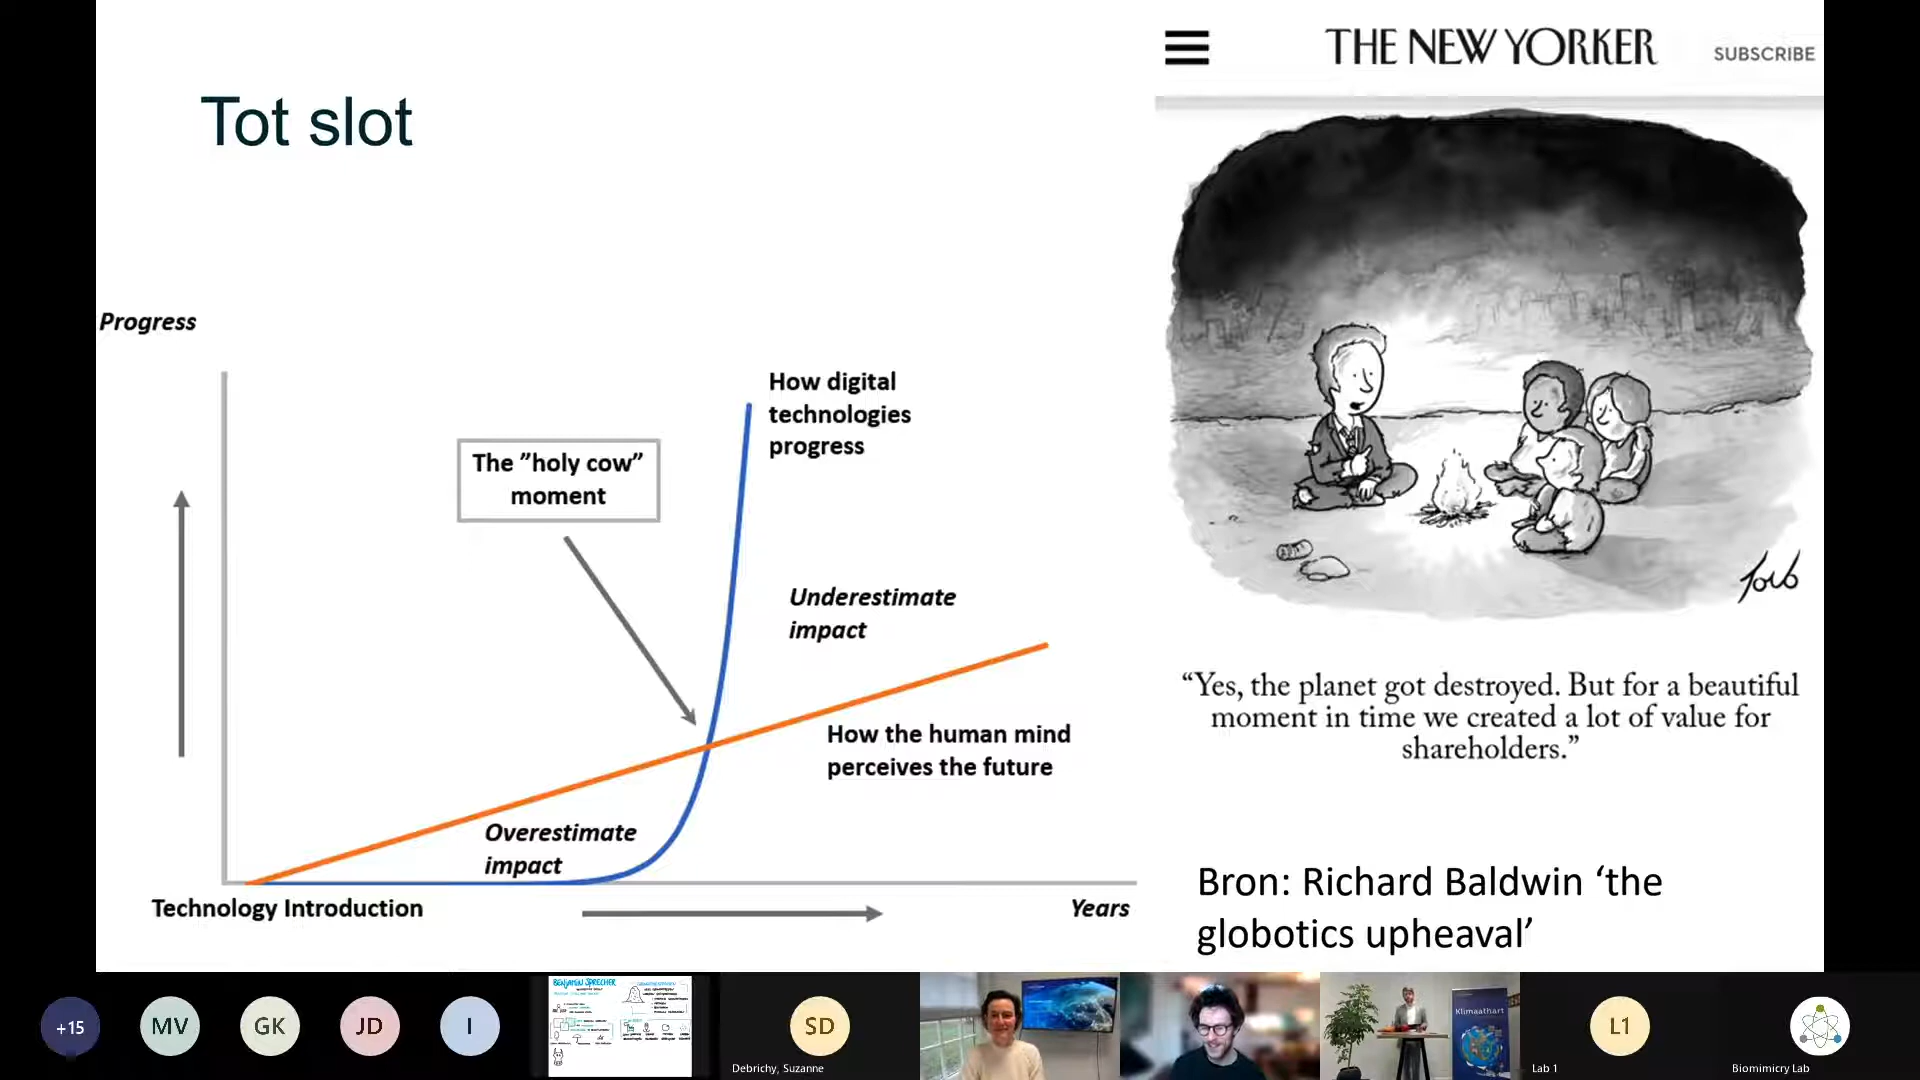 Tot slot
Progress
The ”holy cow”
moment
How digital
technologies
progress
Underestimate
impact
How the human mind
perceives the future
Overestimate
impact
Technology Introduction
Years
THE NEW YORKER
SUBSCRIBE
“Yes, the planet got destroyed. But for a beautiful
moment in time we created a lot of value for
shareholders.”
Bron: Richard Baldwin ‘the
globotics upheaval’
+15
MV
GK
JD
I
BENJAMIN SPRECHER
SD
Debrichy, Suzanne
Klimaathart
L1
Lab 1
Biomimicry Lab